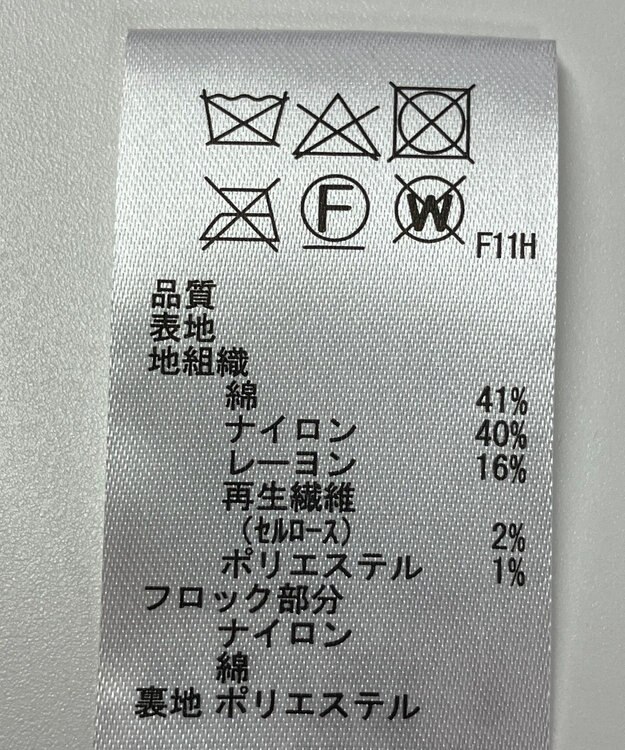 F W F11H
品質
表地
地組織
綿 41%
ナイロン 40%
レーヨン 16%
再生繊維
(セルロース) 2%
ポリエステル 1%
フロック部分
ナイロン
綿
裏地 ポリエステル